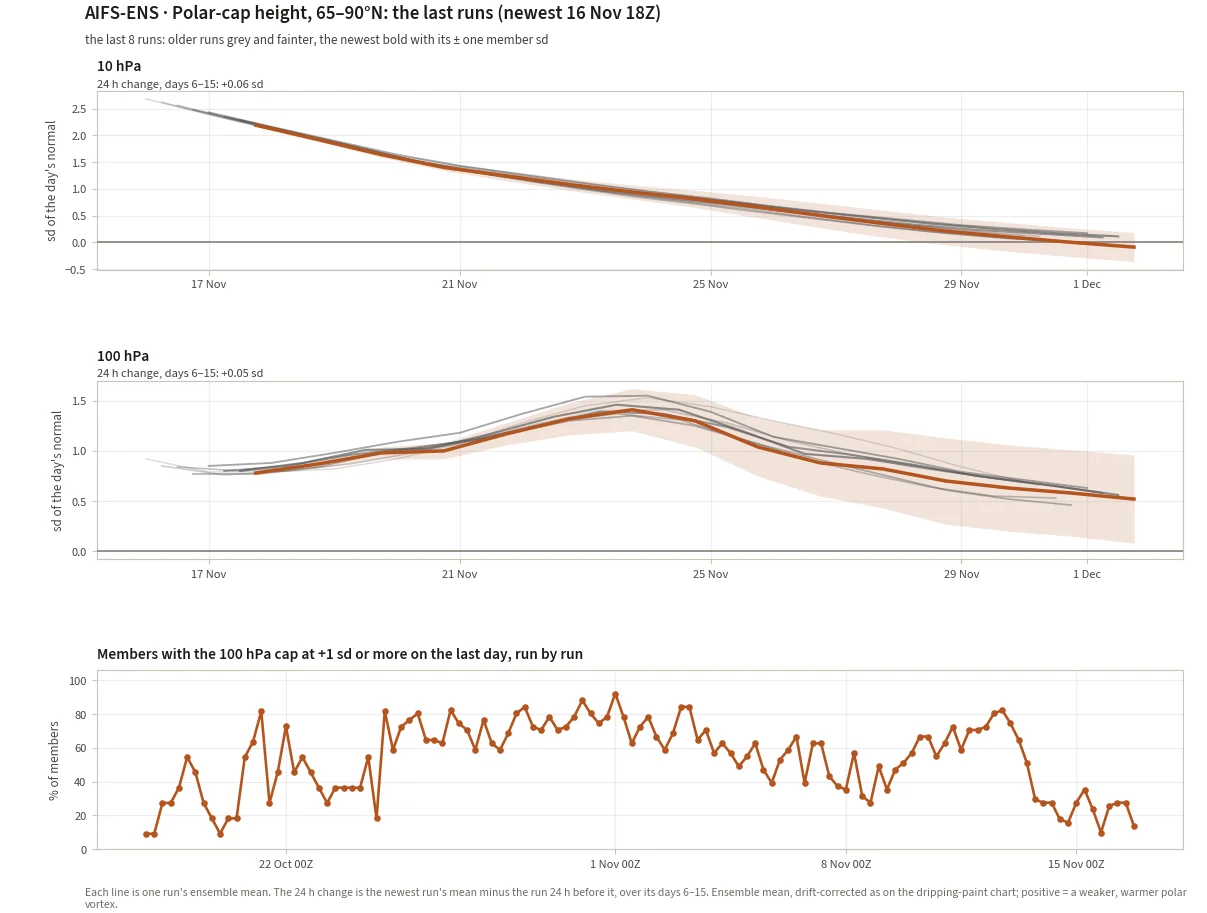 AIFS-ENS · Polar-cap height, 65–90°N: the last runs (newest 16 Nov 18Z)
the last 8 runs: older runs grey and fainter, the newest bold with its ± one member sd
10 hPa
24 h change, days 6–15: +0.06 sd
sd of the day's normal
2.5
2.0
1.5
1.0
0.5
0.0
−0.5
17 Nov
21 Nov
25 Nov
29 Nov
1 Dec
100 hPa
24 h change, days 6–15: +0.05 sd
sd of the day's normal
1.5
1.0
0.5
0.0
17 Nov
21 Nov
25 Nov
29 Nov
1 Dec
Members with the 100 hPa cap at +1 sd or more on the last day, run by run
% of members
100
80
60
40
20
0
22 Oct 00Z
1 Nov 00Z
8 Nov 00Z
15 Nov 00Z
Each line is one run's ensemble mean. The 24 h change is the newest run's mean minus the run 24 h before it, over its days 6–15. Ensemble mean, drift-corrected as on the dripping-paint chart; positive = a weaker, warmer polar
vortex.